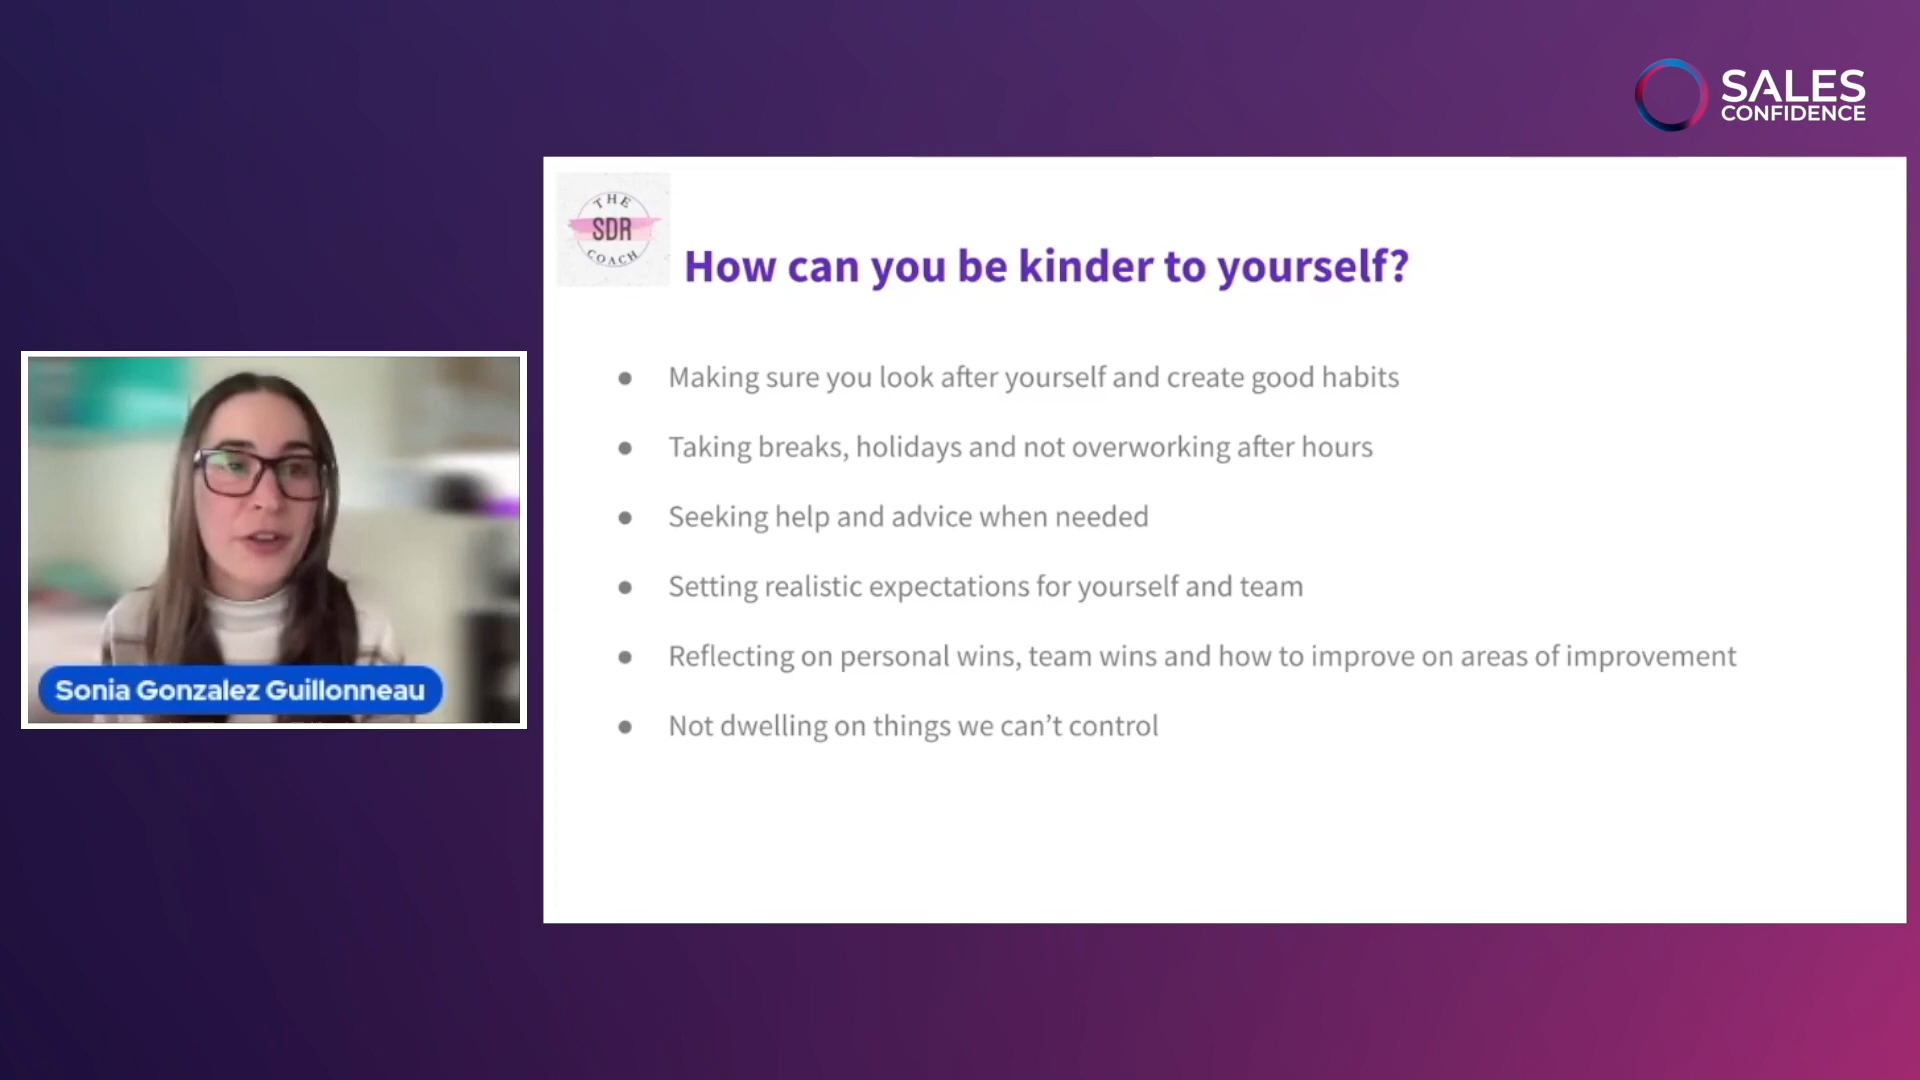 SALES
CONFIDENCE
THE
SDR
COACH
How can you be kinder to yourself?
● Making sure you look after yourself and create good habits
● Taking breaks, holidays and not overworking after hours
● Seeking help and advice when needed
● Setting realistic expectations for yourself and team
● Reflecting on personal wins, team wins and how to improve on areas of improvement
● Not dwelling on things we can’t control
Sonia Gonzalez Guillonneau